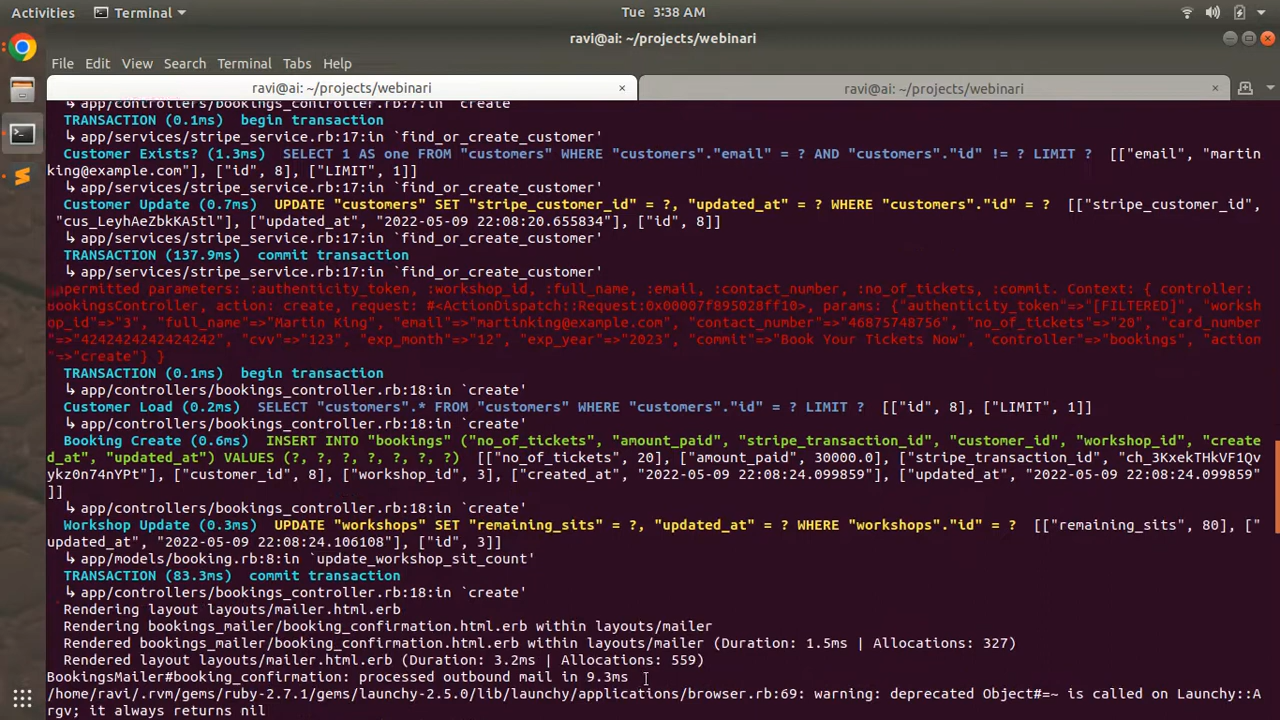 Activities Terminal Tue 3:38 AM
ravi@ai: ~/projects/webinari
File Edit View Search Terminal Tabs Help
ravi@ai: ~/projects/webinari × ravi@ai: ~/projects/webinari ×
↳ app/controllers/bookings_controller.rb:7:in `create'
TRANSACTION (0.1ms) begin transaction
↳ app/services/stripe_service.rb:17:in `find_or_create_customer'
Customer Exists? (1.3ms) SELECT 1 AS one FROM "customers" WHERE "customers"."email" = ? AND "customers"."id" != ? LIMIT ? [["email", "martin
king@example.com"], ["id", 8], ["LIMIT", 1]]
↳ app/services/stripe_service.rb:17:in `find_or_create_customer'
Customer Update (0.7ms) UPDATE "customers" SET "stripe_customer_id" = ?, "updated_at" = ? WHERE "customers"."id" = ? [["stripe_customer_id",
"cus_LeyhAeZbkKA5tl"], ["updated_at", "2022-05-09 22:08:20.655834"], ["id", 8]]
↳ app/services/stripe_service.rb:17:in `find_or_create_customer'
TRANSACTION (137.9ms) commit transaction
↳ app/services/stripe_service.rb:17:in `find_or_create_customer'
Unpermitted parameters: :authenticity_token, :workshop_id, :full_name, :email, :contact_number, :no_of_tickets, :commit. Context: { controller:
BookingsController, action: create, request: #<ActionDispatch::Request:0x00007f895028ff10>, params: {"authenticity_token"=>"[FILTERED]", "worksh
op_id"=>"3", "full_name"=>"Martin King", "email"=>"martinking@example.com", "contact_number"=>"46875748756", "no_of_tickets"=>"20", "card_number
"=>"4242424242424242", "cvv"=>"123", "exp_month"=>"12", "exp_year"=>"2023", "commit"=>"Book Your Tickets Now", "controller"=>"bookings", "action
"=>"create"} }
TRANSACTION (0.1ms) begin transaction
↳ app/controllers/bookings_controller.rb:18:in `create'
Customer Load (0.2ms) SELECT "customers".* FROM "customers" WHERE "customers"."id" = ? LIMIT ? [["id", 8], ["LIMIT", 1]]
↳ app/controllers/bookings_controller.rb:18:in `create'
Booking Create (0.6ms) INSERT INTO "bookings" ("no_of_tickets", "amount_paid", "stripe_transaction_id", "customer_id", "workshop_id", "create
d_at", "updated_at") VALUES (?, ?, ?, ?, ?, ?, ?) [["no_of_tickets", 20], ["amount_paid", 30000.0], ["stripe_transaction_id", "ch_3KxekTHkVF1Qv
ykz0n74nYPt"], ["customer_id", 8], ["workshop_id", 3], ["created_at", "2022-05-09 22:08:24.099859"], ["updated_at", "2022-05-09 22:08:24.099859"
]]
↳ app/controllers/bookings_controller.rb:18:in `create'
Workshop Update (0.3ms) UPDATE "workshops" SET "remaining_sits" = ?, "updated_at" = ? WHERE "workshops"."id" = ? [["remaining_sits", 80], ["
updated_at", "2022-05-09 22:08:24.106108"], ["id", 3]]
↳ app/models/booking.rb:8:in `update_workshop_sit_count'
TRANSACTION (83.3ms) commit transaction
↳ app/controllers/bookings_controller.rb:18:in `create'
Rendering layout layouts/mailer.html.erb
Rendering bookings_mailer/booking_confirmation.html.erb within layouts/mailer
Rendered bookings_mailer/booking_confirmation.html.erb within layouts/mailer (Duration: 1.5ms | Allocations: 327)
Rendered layout layouts/mailer.html.erb (Duration: 3.2ms | Allocations: 559)
BookingsMailer#booking_confirmation: processed outbound mail in 9.3ms
/home/ravi/.rvm/gems/ruby-2.7.1/gems/launchy-2.5.0/lib/launchy/applications/browser.rb:69: warning: deprecated Object#=~ is called on Launchy::A
rgv; it always returns nil